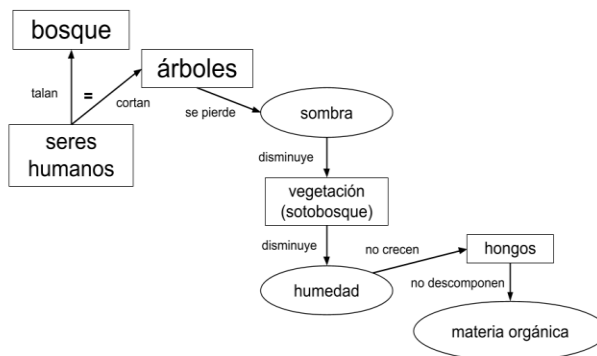 bosque
árboles
talan
=
cortan
se pierde
sombra
seres
humanos
disminuye
vegetación
(sotobosque)
disminuye
no crecen
hongos
no descomponen
humedad
materia orgánica